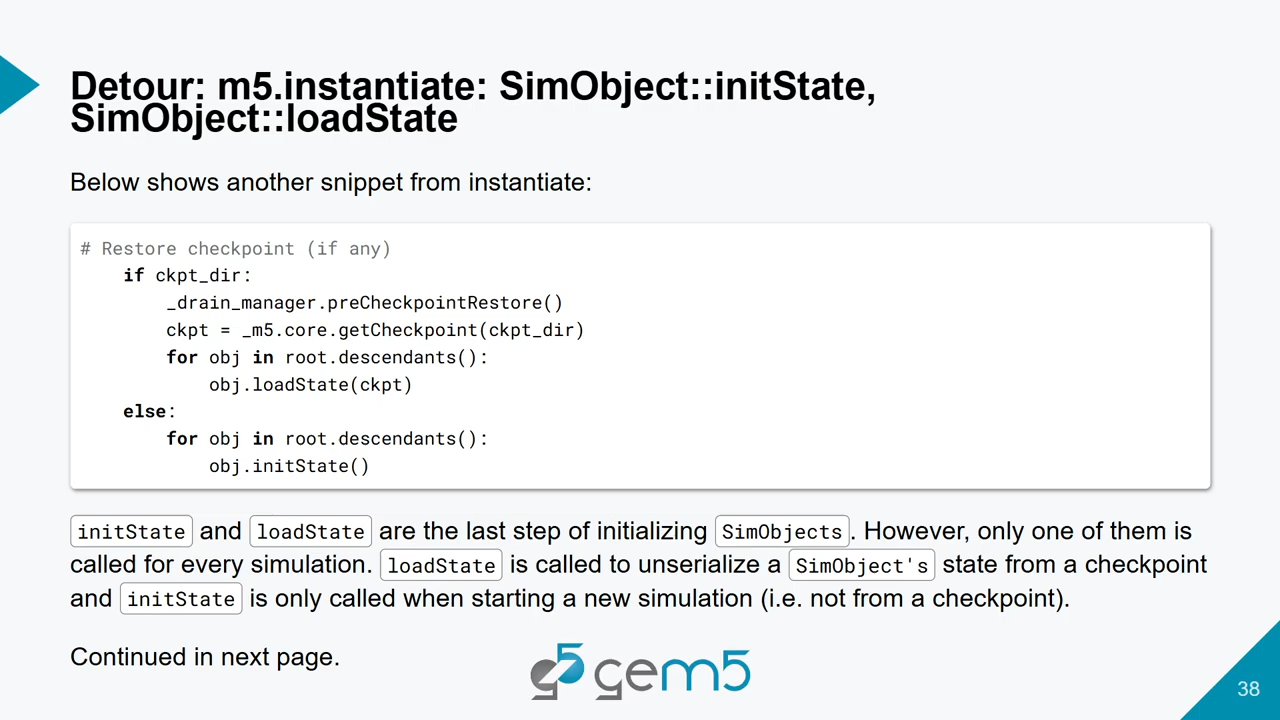 Detour: m5.instantiate: SimObject::initState,
SimObject::loadState
Below shows another snippet from instantiate:
# Restore checkpoint (if any)
    if ckpt_dir:
        _drain_manager.preCheckpointRestore()
        ckpt = _m5.core.getCheckpoint(ckpt_dir)
        for obj in root.descendants():
            obj.loadState(ckpt)
    else:
        for obj in root.descendants():
            obj.initState()
initState and loadState are the last step of initializing SimObjects. However, only one of them is
called for every simulation. loadState is called to unserialize a SimObject's state from a checkpoint
and initState is only called when starting a new simulation (i.e. not from a checkpoint).
Continued in next page.
g5 gem5
38